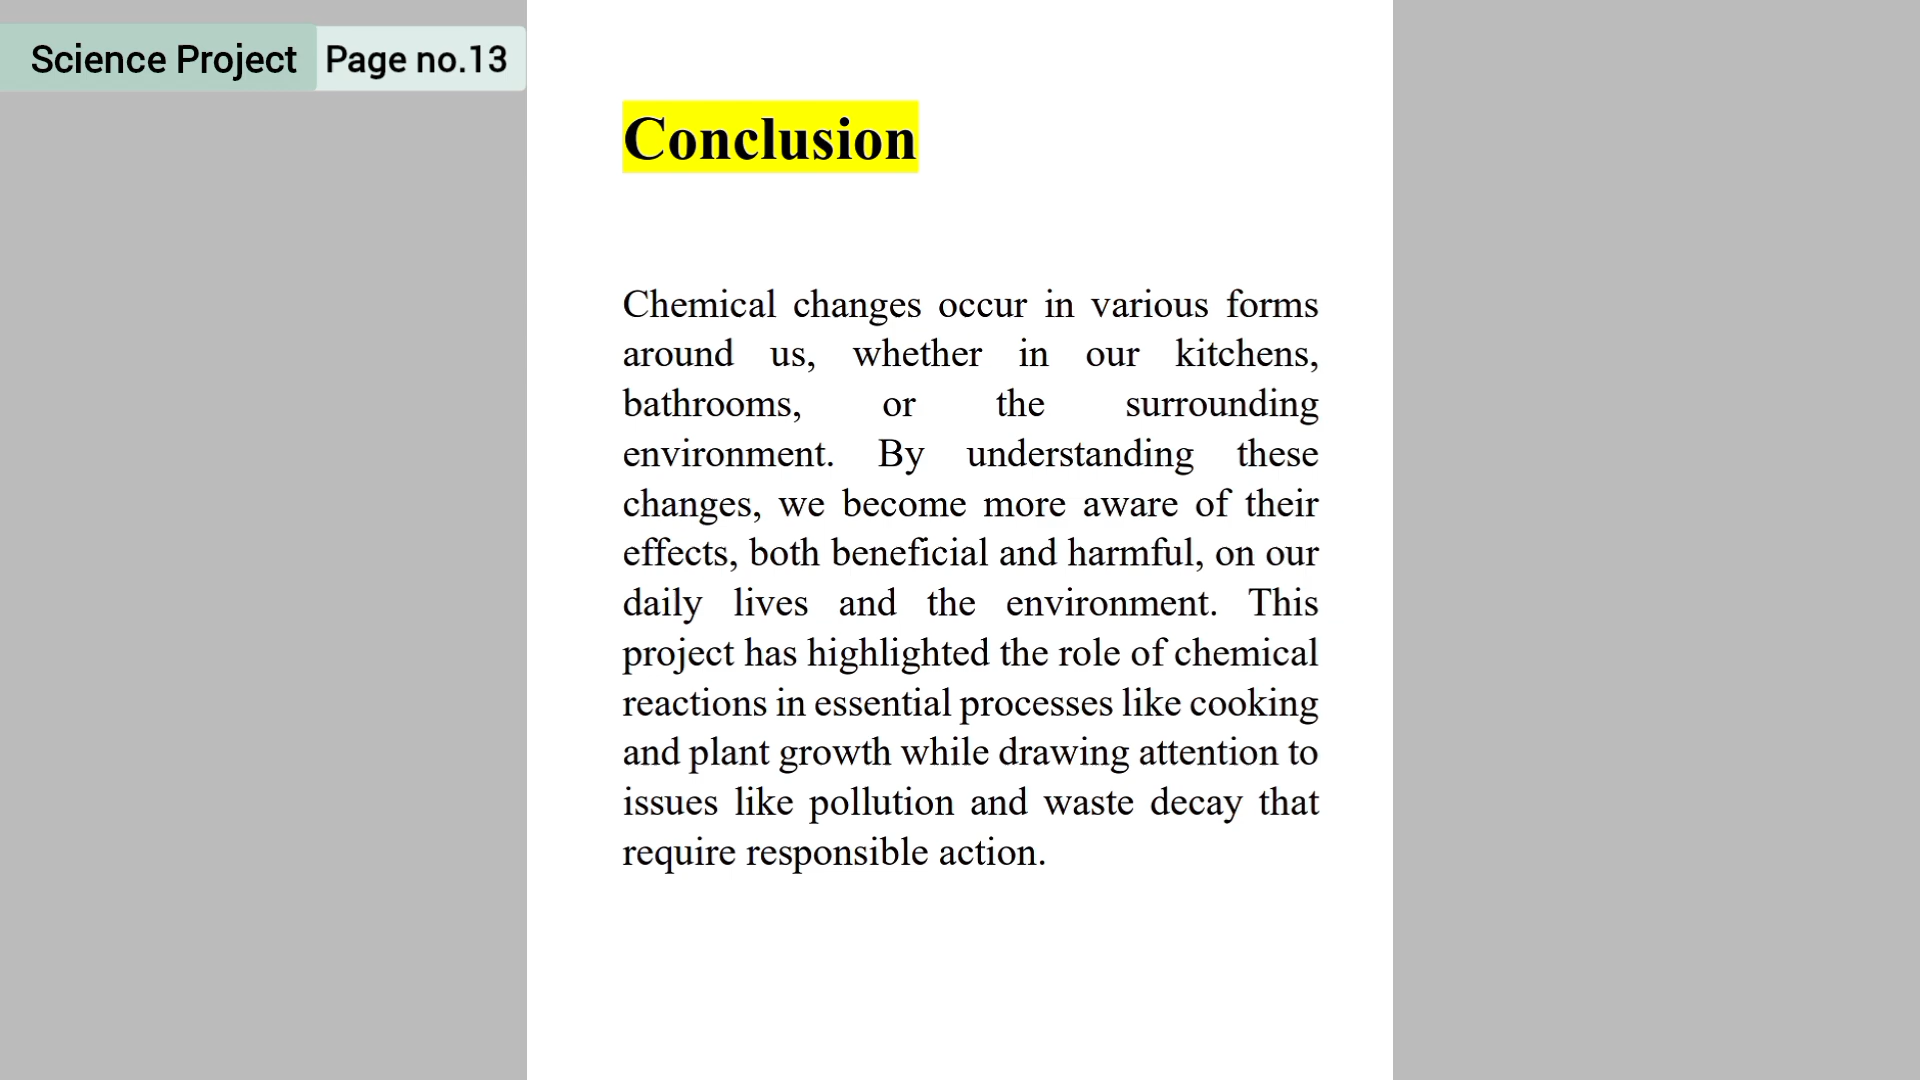 Science Project Page no.13
Conclusion
Chemical changes occur in various forms
around us, whether in our kitchens,
bathrooms, or the surrounding
environment. By understanding these
changes, we become more aware of their
effects, both beneficial and harmful, on our
daily lives and the environment. This
project has highlighted the role of chemical
reactions in essential processes like cooking
and plant growth while drawing attention to
issues like pollution and waste decay that
require responsible action.